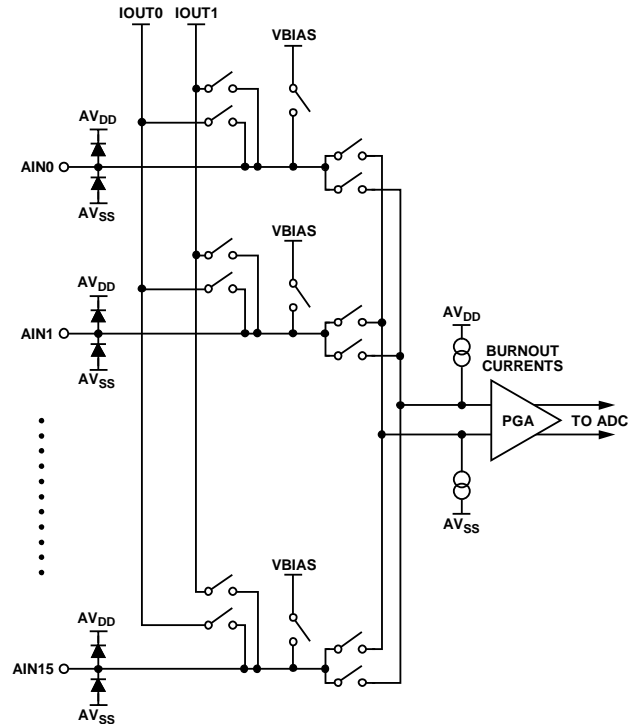 IOUT0 IOUT1
VBIAS
AVDD
AIN0
AVSS
VBIAS
AVDD
AIN1
AVSS
AVDD
BURNOUT
CURRENTS
PGA
TO ADC
AVSS
VBIAS
AVDD
AIN15
AVSS